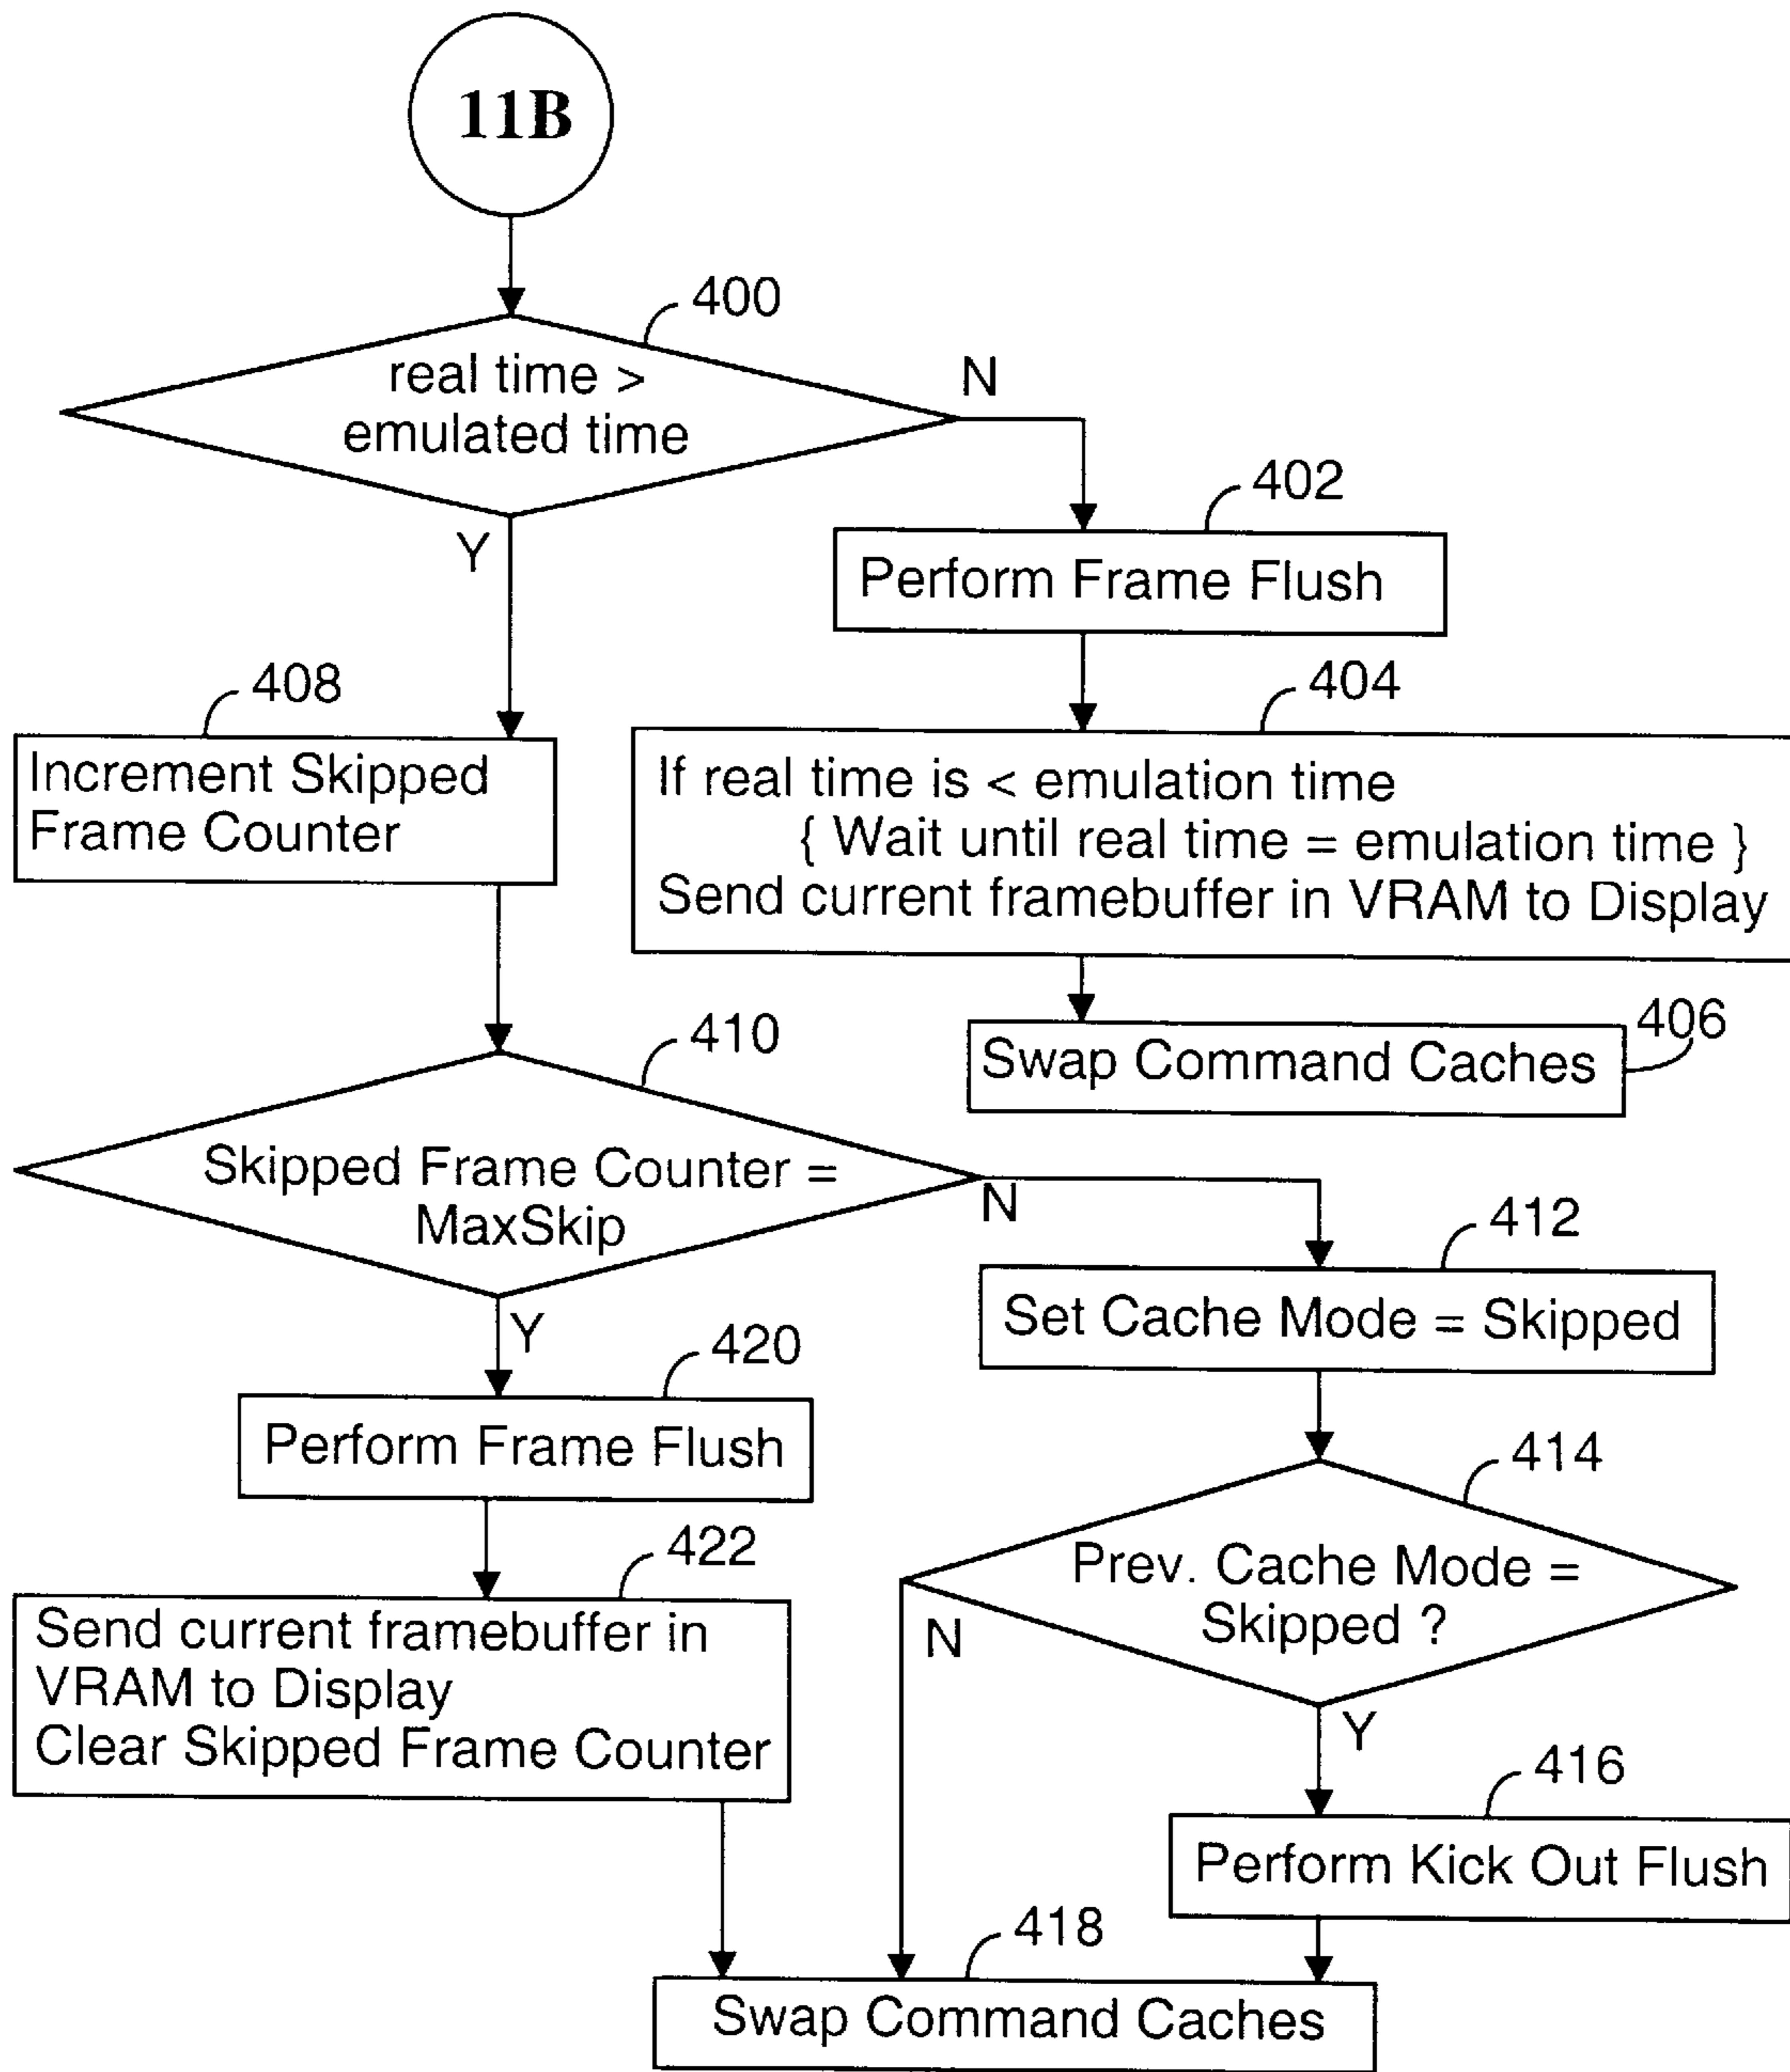 11B
400
real time >
emulated time
N
Y
402
Perform Frame Flush
408
Increment Skipped
Frame Counter
404
If real time is < emulation time
{ Wait until real time = emulation time }
Send current framebuffer in VRAM to Display
406
Swap Command Caches
410
Skipped Frame Counter =
MaxSkip
N
Y
412
Set Cache Mode = Skipped
420
Perform Frame Flush
414
Prev. Cache Mode =
Skipped ?
N
Y
422
Send current framebuffer in
VRAM to Display
Clear Skipped Frame Counter
416
Perform Kick Out Flush
418
Swap Command Caches